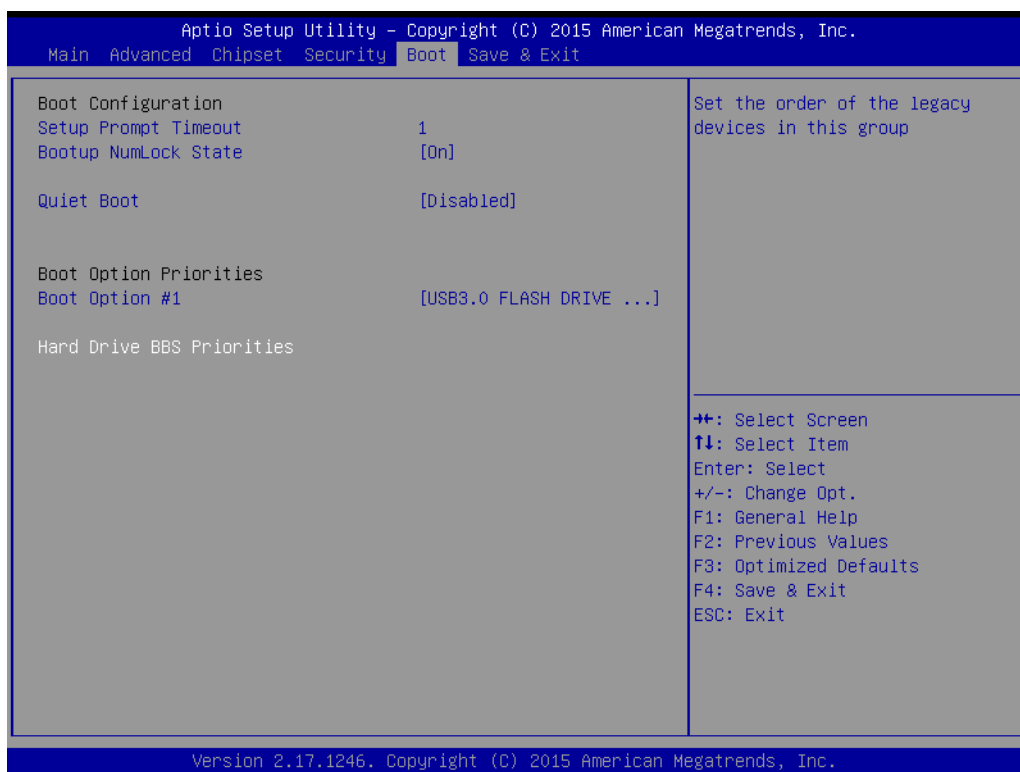 Aptio Setup Utility – Copyright (C) 2015 American Megatrends, Inc.
Main Advanced Chipset Security Boot Save & Exit
Boot Configuration
Setup Prompt Timeout 1
Bootup NumLock State [On]
Quiet Boot [Disabled]
Boot Option Priorities
Boot Option #1 [USB3.0 FLASH DRIVE ...]
Hard Drive BBS Priorities
Set the order of the legacy
devices in this group
→←: Select Screen
↑↓: Select Item
Enter: Select
+/-: Change Opt.
F1: General Help
F2: Previous Values
F3: Optimized Defaults
F4: Save & Exit
ESC: Exit
Version 2.17.1246. Copyright (C) 2015 American Megatrends, Inc.